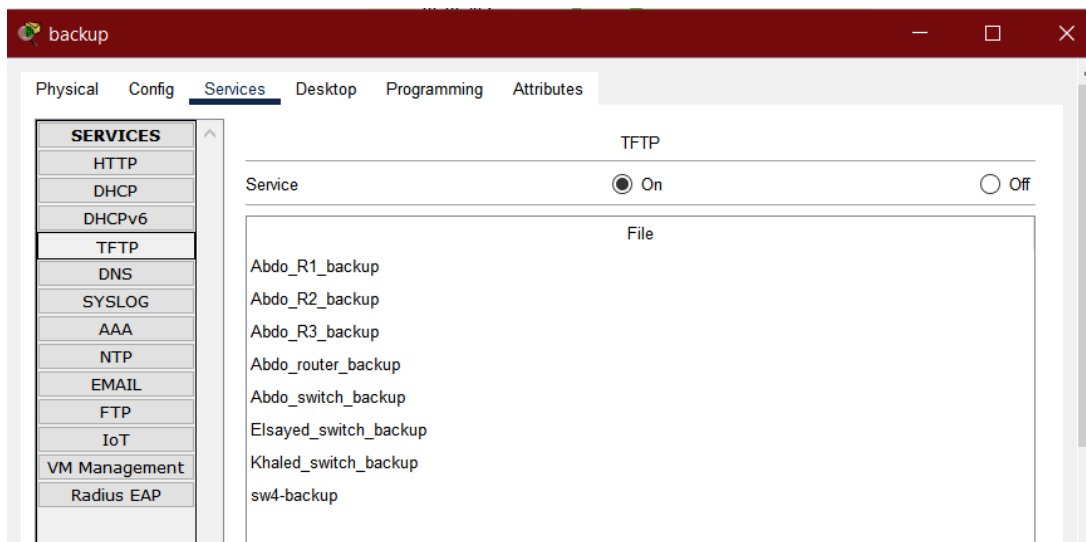 backup
Physical Config Services Desktop Programming Attributes
SERVICES
HTTP
DHCP
DHCPv6
TFTP
DNS
SYSLOG
AAA
NTP
EMAIL
FTP
IoT
VM Management
Radius EAP
TFTP
Service On Off
File
Abdo_R1_backup
Abdo_R2_backup
Abdo_R3_backup
Abdo_router_backup
Abdo_switch_backup
Elsayed_switch_backup
Khaled_switch_backup
sw4-backup